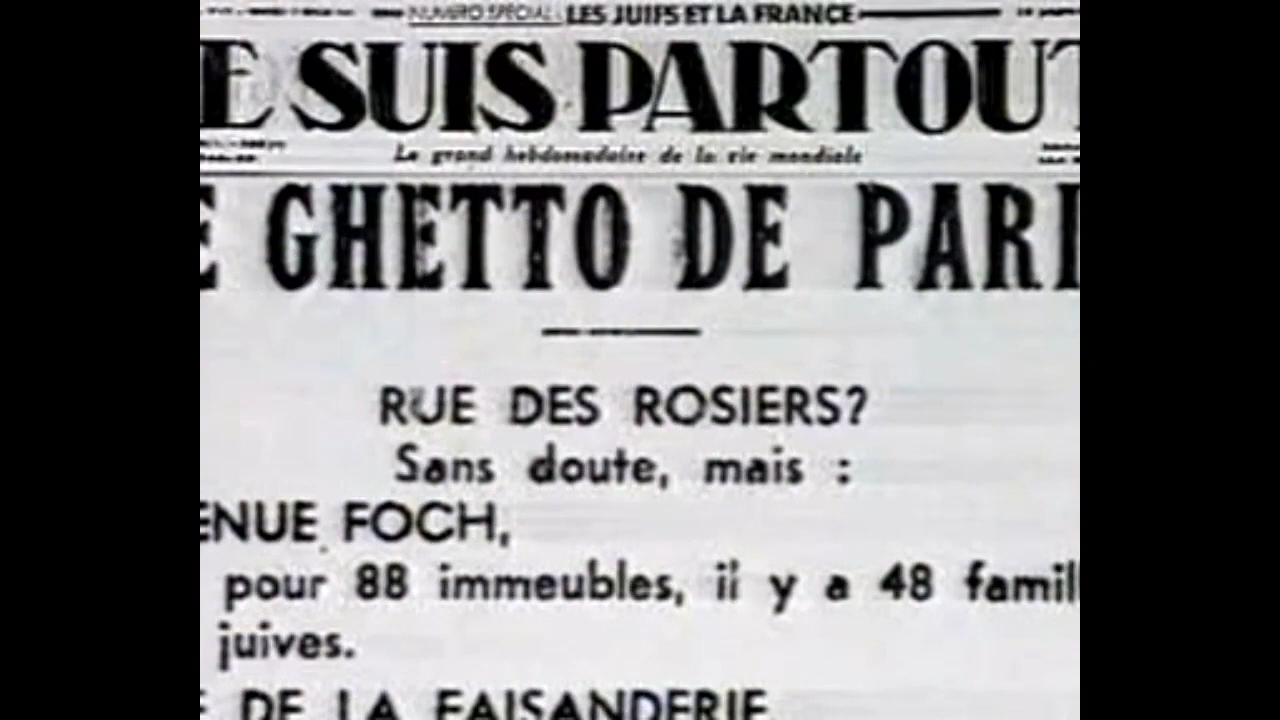 NUMÉRO SPÉCIAL : LES JUIFS ET LA FRANCE
E SUIS PARTOUT
Le grand hebdomadaire de la vie mondiale
E GHETTO DE PARI
RUE DES ROSIERS?
Sans doute, mais :
ENUE FOCH,
pour 88 immeubles, il y a 48 famil
juives.
E DE LA FAISANDERIE